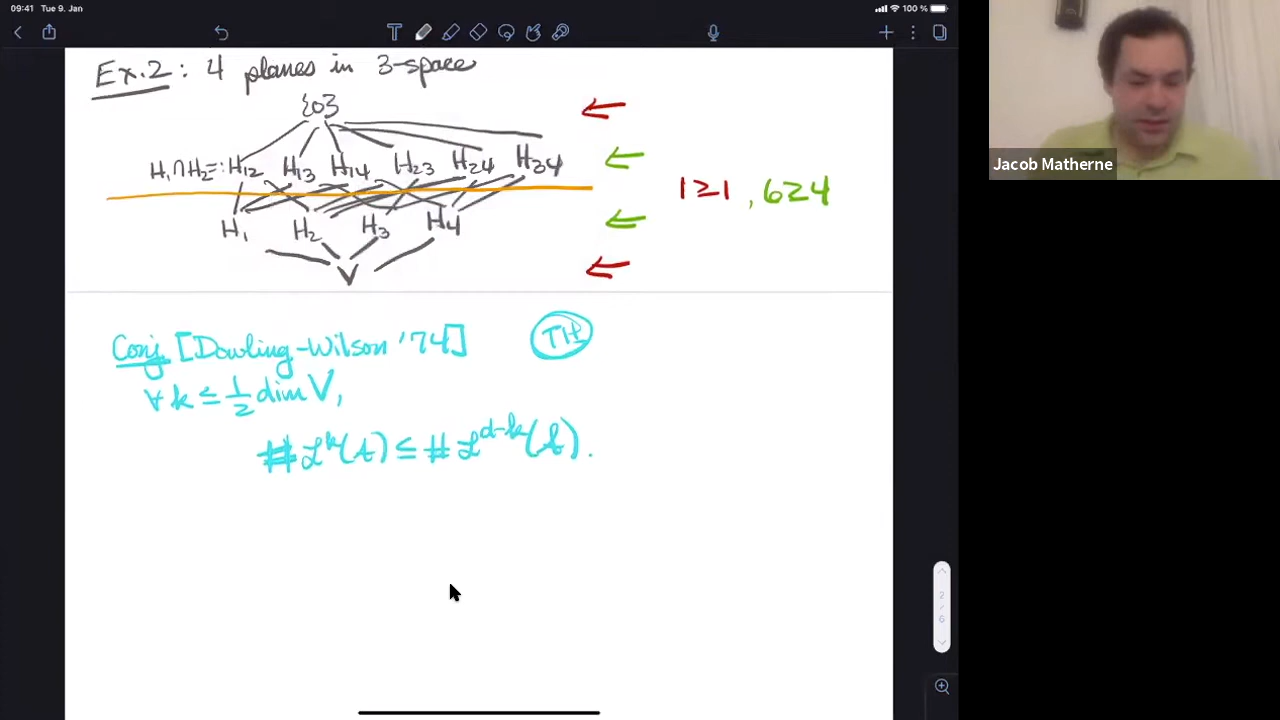 09:41 Tue 9. Jan
100 %
Ex.2: 4 planes in 3-space
{0}
H₁∩H₂=:H₁₂ H₁₃ H₁₄ H₂₃ H₂₄ H₃₄
1≥1, 6≥4
H₁ H₂ H₃ H₄
V
Conj [Dowling-Wilson '74]
∀ k ≤ ½ dim V,
# ℒᵏ(A) ≤ # ℒᵈ⁻ᵏ(A).
2 / 6
Jacob Matherne